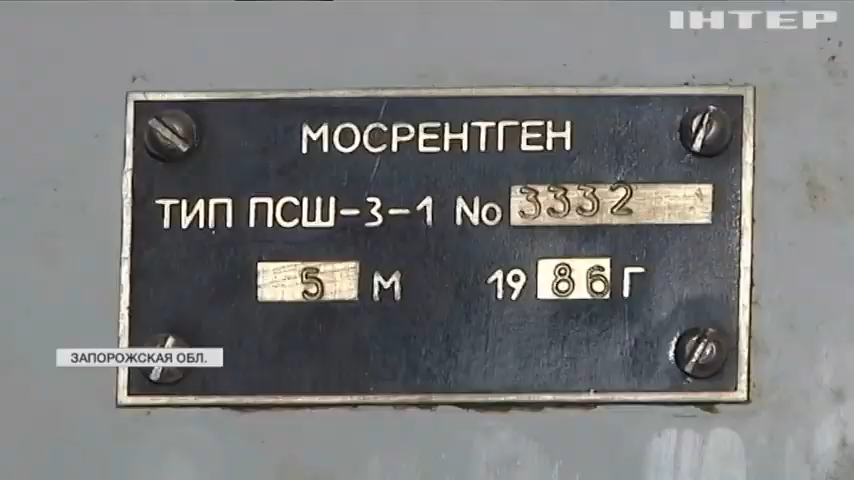 ІНТЕР
МОСРЕНТГЕН
ТИП ПСШ-3-1 No 3332
5 М 1986 Г
ЗАПОРОЖСКАЯ ОБЛ.